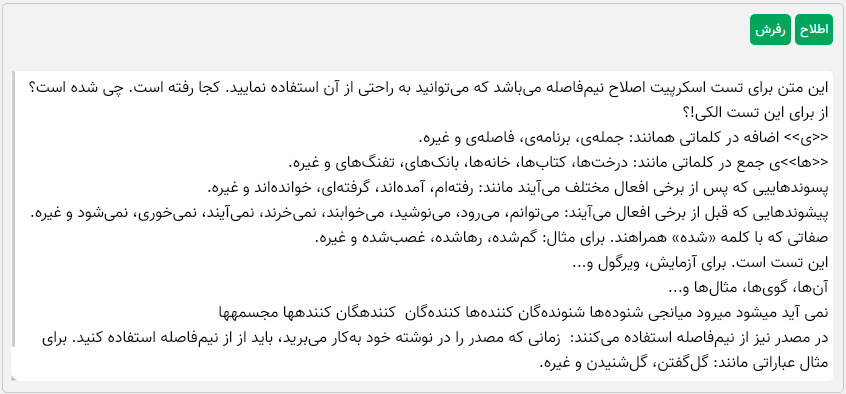 اطلاح
رفرش
این متن برای تست اسکریپت اصلاح نیم‌فاصله می‌باشد که می‌توانید به راحتی از آن استفاده نمایید. کجا رفته است. چی شده است؟
از برای این تست الکی!؟
<<ی>> اضافه در کلماتی همانند: جمله‌ی، برنامه‌ی، فاصله‌ی و غیره.
<<ها>>ی جمع در کلماتی مانند: درخت‌ها، کتاب‌ها، خانه‌ها، بانک‌های، تفنگ‌های و غیره.
پسوندهاییی که پس از برخی افعال مختلف می‌آیند مانند: رفته‌ام، آمده‌اند، گرفته‌ای، خوانده‌اند و غیره.
پیشوندهایی که قبل از برخی افعال می‌آیند: می‌توانم، می‌رود، می‌نوشید، می‌خوابند، نمی‌خرند، نمی‌آیند، نمی‌خوری، نمی‌شود و غیره.
صفاتی که با کلمه «شده» همراهند. برای مثال: گم‌شده، رهاشده، غصب‌شده و غیره.
این تست است. برای آزمایش، ویرگول و...
آن‌ها، گوی‌ها، مثال‌ها و...
نمی آید میشود میرود میانجی شنوده‌ها شنونده‌گان کننده‌ها کننده‌گان  کنندهگان کنندهها مجسمهها
در مصدر نیز از نیم‌فاصله استفاده می‌کنند:  زمانی که مصدر را در نوشته خود به‌کار می‌برید، باید از از نیم‌فاصله استفاده کنید. برای
مثال عباراتی مانند: گل‌گفتن، گل‌شنیدن و غیره.